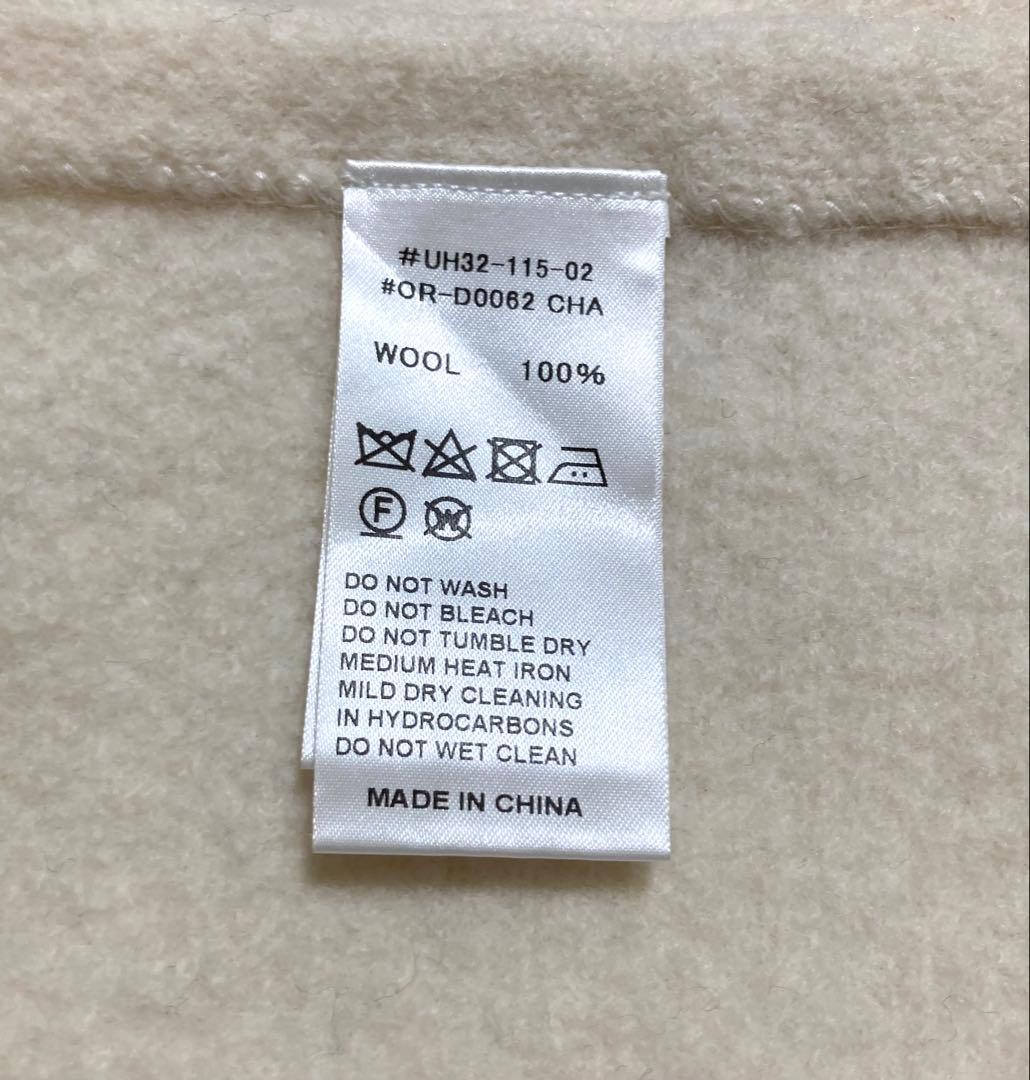 #UH32-115-02
#OR-D0062 CHA
WOOL 100%
F W
DO NOT WASH
DO NOT BLEACH
DO NOT TUMBLE DRY
MEDIUM HEAT IRON
MILD DRY CLEANING
IN HYDROCARBONS
DO NOT WET CLEAN
MADE IN CHINA